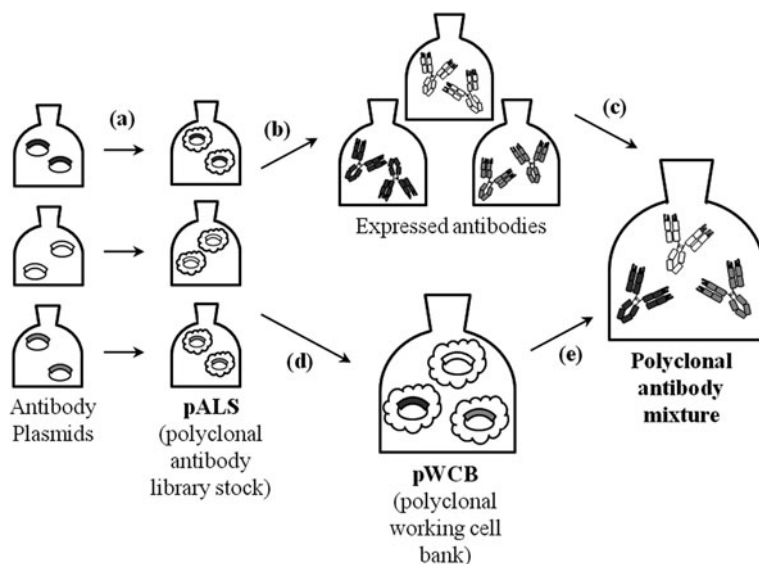 (a)
(b)
(c)
Expressed antibodies
(d)
(e)
Antibody
Plasmids
pALS
(polyclonal
antibody
library stock)
pWCB
(polyclonal
working cell
bank)
Polyclonal
antibody
mixture